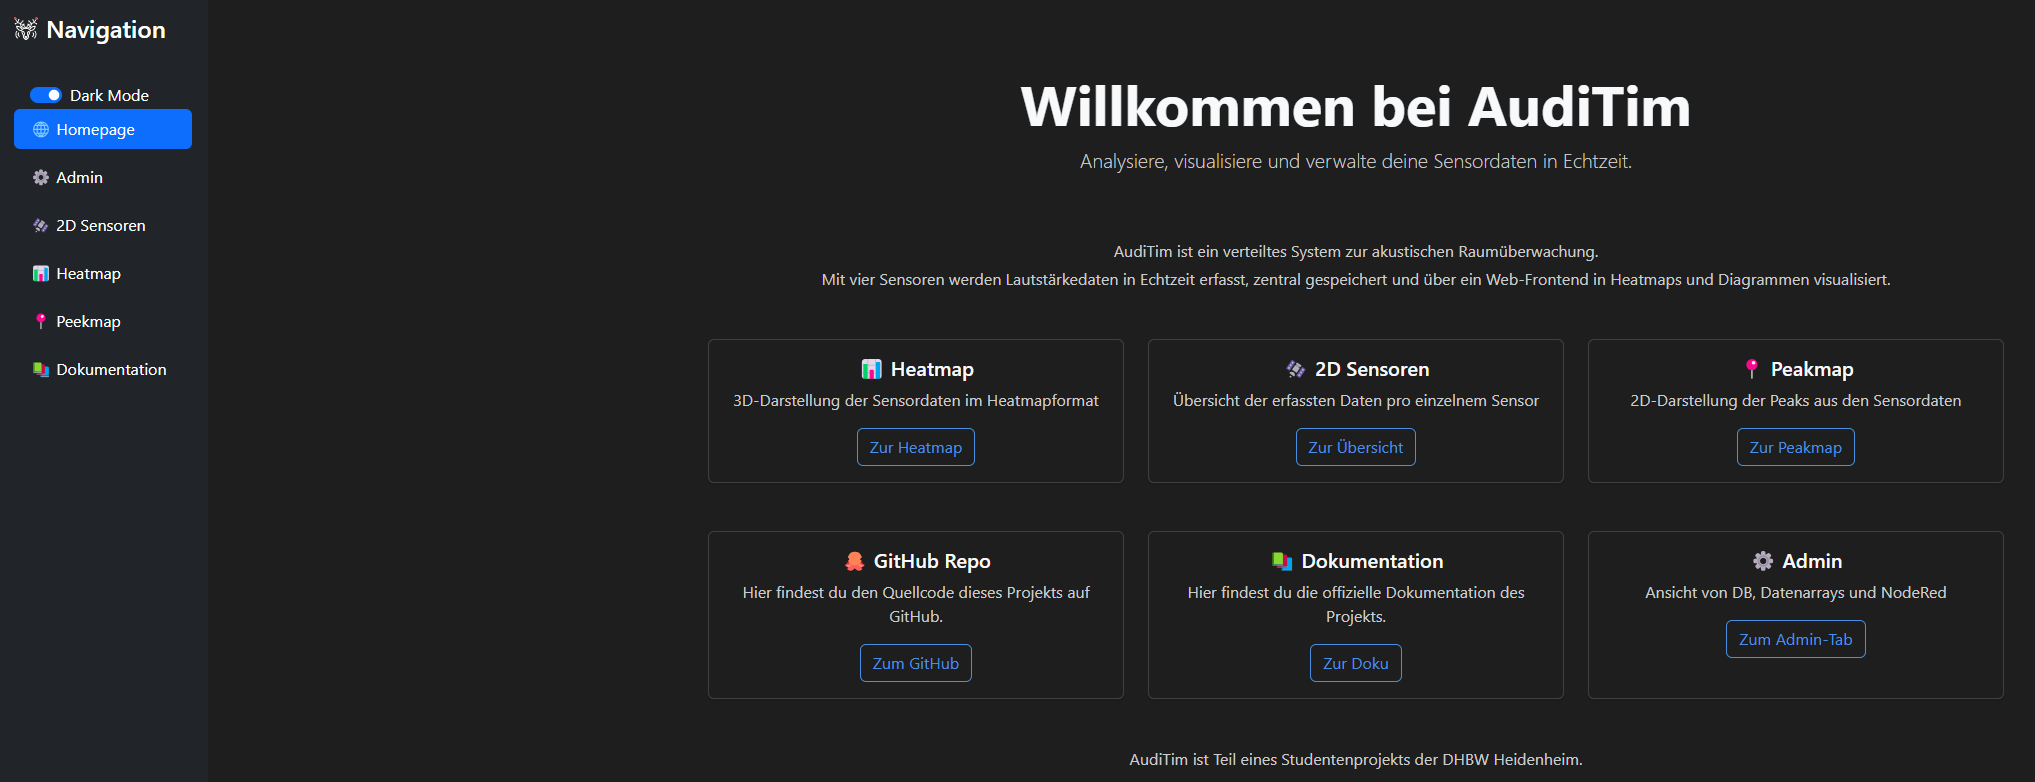 Navigation
Dark Mode
Homepage
Admin
2D Sensoren
Heatmap
Peekmap
Dokumentation
Willkommen bei AudiTim
Analysiere, visualisiere und verwalte deine Sensordaten in Echtzeit.
AudiTim ist ein verteiltes System zur akustischen Raumüberwachung.
Mit vier Sensoren werden Lautstärkedaten in Echtzeit erfasst, zentral gespeichert und über ein Web-Frontend in Heatmaps und Diagrammen visualisiert.
Heatmap
3D-Darstellung der Sensordaten im Heatmapformat
Zur Heatmap
2D Sensoren
Übersicht der erfassten Daten pro einzelnem Sensor
Zur Übersicht
Peakmap
2D-Darstellung der Peaks aus den Sensordaten
Zur Peakmap
GitHub Repo
Hier findest du den Quellcode dieses Projekts auf
GitHub.
Zum GitHub
Dokumentation
Hier findest du die offizielle Dokumentation des
Projekts.
Zur Doku
Admin
Ansicht von DB, Datenarrays und NodeRed
Zum Admin-Tab
AudiTim ist Teil eines Studentenprojekts der DHBW Heidenheim.